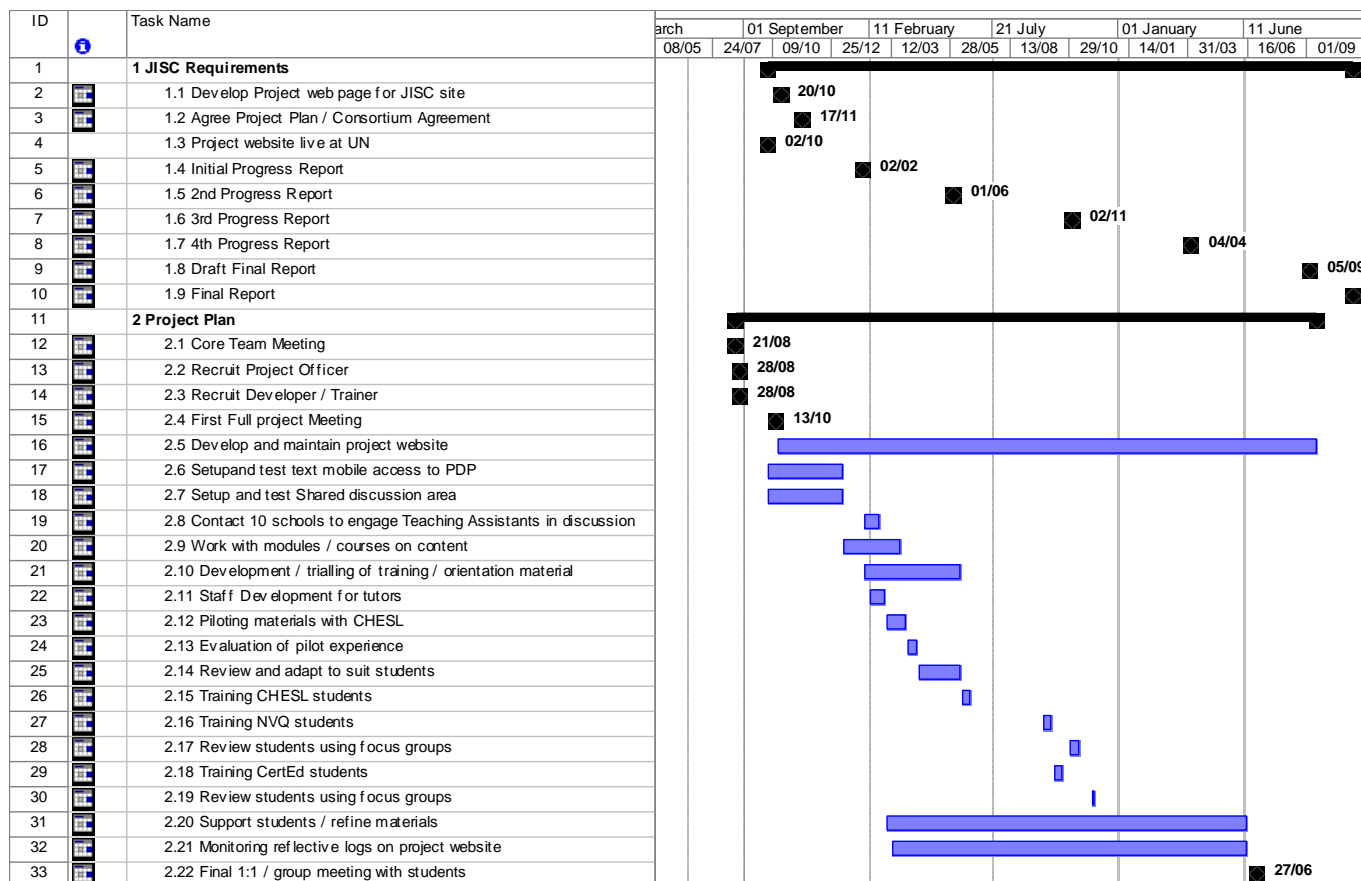 ID Task Name arch 01 September 11 February 21 July 01 January 11 June
08/05 24/07 09/10 25/12 12/03 28/05 13/08 29/10 14/01 31/03 16/06 01/09
1 1 JISC Requirements
2 1.1 Develop Project web page for JISC site 20/10
3 1.2 Agree Project Plan / Consortium Agreement 17/11
4 1.3 Project website live at UN 02/10
5 1.4 Initial Progress Report 02/02
6 1.5 2nd Progress Report 01/06
7 1.6 3rd Progress Report 02/11
8 1.7 4th Progress Report 04/04
9 1.8 Draft Final Report 05/09
10 1.9 Final Report
11 2 Project Plan
12 2.1 Core Team Meeting 21/08
13 2.2 Recruit Project Officer 28/08
14 2.3 Recruit Developer / Trainer 28/08
15 2.4 First Full project Meeting 13/10
16 2.5 Develop and maintain project website
17 2.6 Setupand test text mobile access to PDP
18 2.7 Setup and test Shared discussion area
19 2.8 Contact 10 schools to engage Teaching Assistants in discussion
20 2.9 Work with modules / courses on content
21 2.10 Development / trialling of training / orientation material
22 2.11 Staff Development for tutors
23 2.12 Piloting materials with CHESL
24 2.13 Evaluation of pilot experience
25 2.14 Review and adapt to suit students
26 2.15 Training CHESL students
27 2.16 Training NVQ students
28 2.17 Review students using focus groups
29 2.18 Training CertEd students
30 2.19 Review students using focus groups
31 2.20 Support students / refine materials
32 2.21 Monitoring reflective logs on project website
33 2.22 Final 1:1 / group meeting with students 27/06